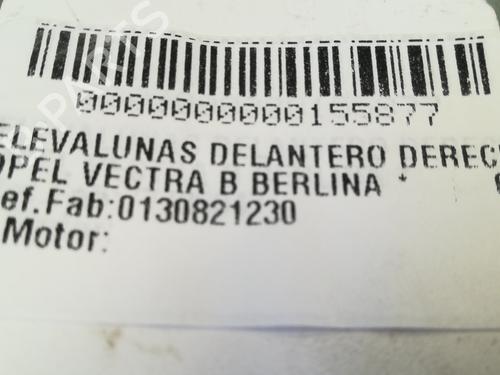 0000000000155877
ELEVALUNAS DELANTERO DEREC
OPEL VECTRA B BERLINA *
ef.Fab:0130821230
Motor: